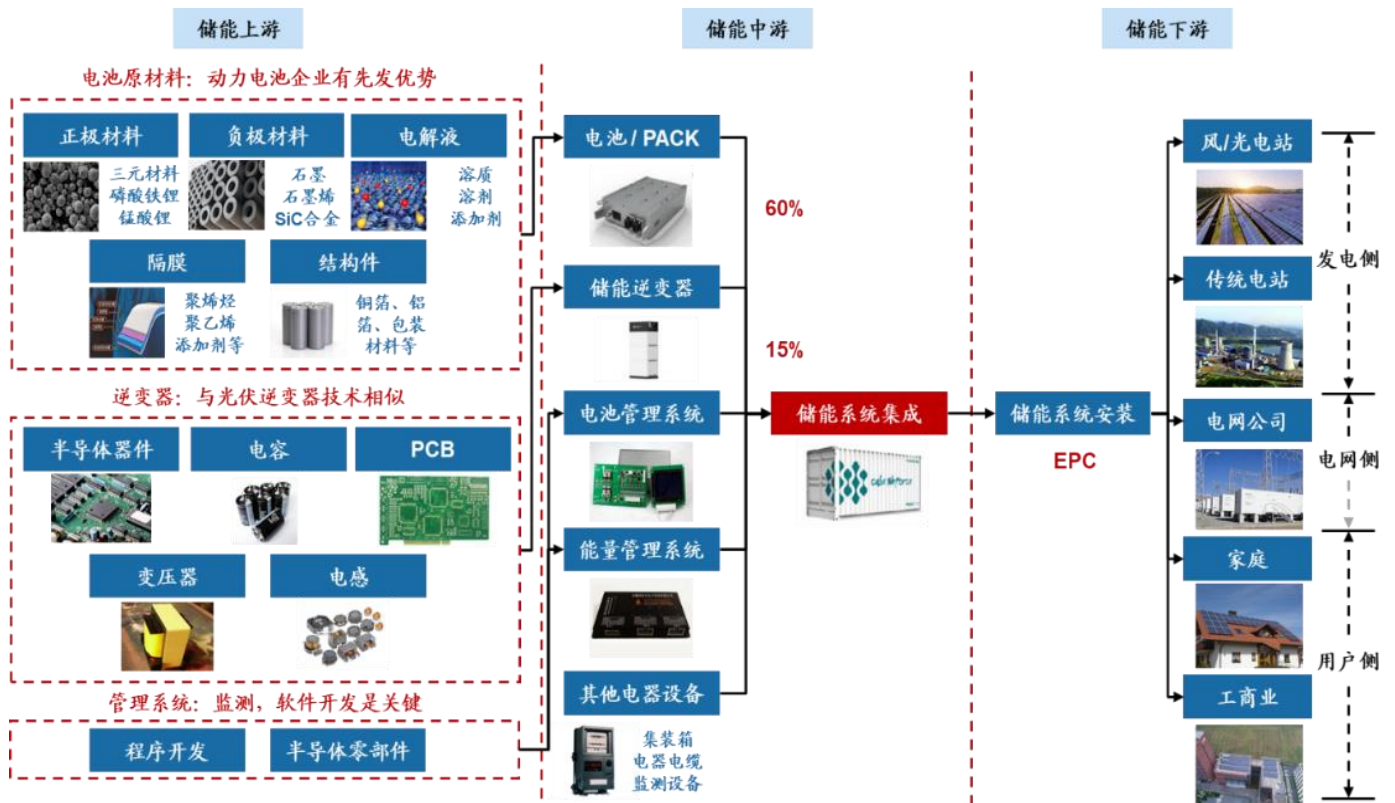 储能上游
储能中游
储能下游
电池原材料：动力电池企业有先发优势
正极材料
负极材料
电解液
三元材料
磷酸铁锂
锰酸锂
石墨
石墨烯
SiC合金
溶质
溶剂
添加剂
隔膜
结构件
聚烯烃
聚乙烯
添加剂等
铜箔、铝
箔、包装
材料等
逆变器：与光伏逆变器技术相似
半导体器件
电容
PCB
变压器
电感
管理系统：监测，软件开发是关键
程序开发
半导体零部件
电池/PACK
60%
储能逆变器
15%
电池管理系统
能量管理系统
其他电器设备
集装箱
电器电缆
监测设备
储能系统集成
储能系统安装
EPC
风/光电站
传统电站
电网公司
家庭
工商业
发电侧
电网侧
用户侧